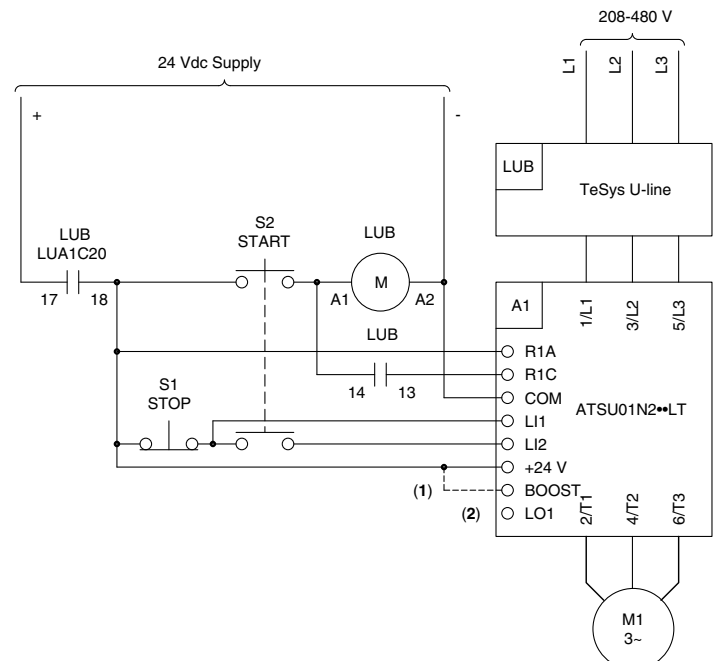 208-480 V
L1 L2 L3
24 Vdc Supply
+ -
LUB
TeSys U-line
LUB
LUA1C20
17 18
S2
START
LUB
M
A1 A2
LUB
14 13
S1
STOP
A1
1/L1 3/L2 5/L3
R1A
R1C
COM
LI1
LI2
+24 V
BOOST
LO1
ATSU01N2••LT
(1)
(2)
2/T1 4/T2 6/T3
M1
3~